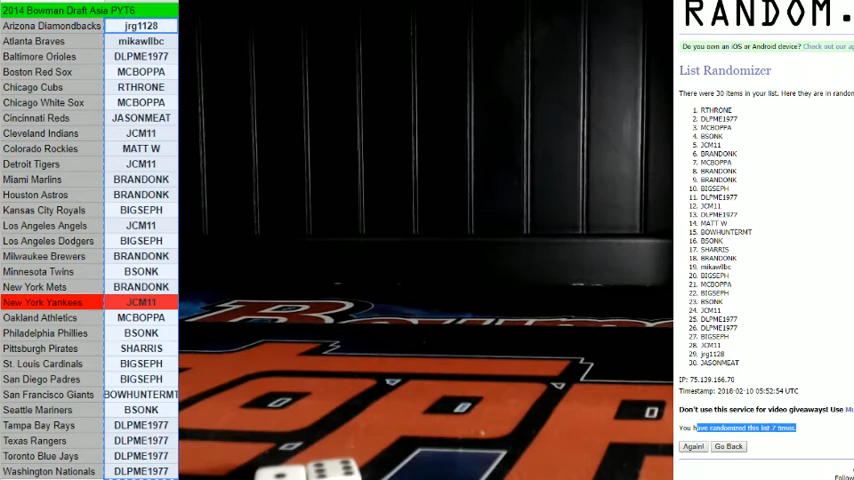 2014 Bowman Draft Asia PYT6
Arizona Diamondbacks jrg1128
Atlanta Braves mikawllbc
Baltimore Orioles DLPME1977
Boston Red Sox MCBOPPA
Chicago Cubs RTHRONE
Chicago White Sox MCBOPPA
Cincinnati Reds JASONMEAT
Cleveland Indians JCM11
Colorado Rockies MATT W
Detroit Tigers JCM11
Miami Marlins BRANDONK
Houston Astros BRANDONK
Kansas City Royals BIGSEPH
Los Angeles Angels JCM11
Los Angeles Dodgers BIGSEPH
Milwaukee Brewers BRANDONK
Minnesota Twins BSONK
New York Mets BRANDONK
New York Yankees JCM11
Oakland Athletics MCBOPPA
Philadelphia Phillies BSONK
Pittsburgh Pirates SHARRIS
St. Louis Cardinals BIGSEPH
San Diego Padres BIGSEPH
San Francisco Giants BOWHUNTERMT
Seattle Mariners BSONK
Tampa Bay Rays DLPME1977
Texas Rangers DLPME1977
Toronto Blue Jays DLPME1977
Washington Nationals DLPME1977
RANDOM.
Do you own an iOS or Android device? Check out our ap
List Randomizer
There were 30 items in your list. Here they are in random
1. RTHRONE
2. DLPME1977
3. MCBOPPA
4. BSONK
5. JCM11
6. BRANDONK
7. MCBOPPA
8. BRANDONK
9. BRANDONK
10. BIGSEPH
11. DLPME1977
12. JCM11
13. DLPME1977
14. MATT W
15. BOWHUNTERMT
16. BSONK
17. SHARRIS
18. BRANDONK
19. mikawllbc
20. BIGSEPH
21. MCBOPPA
22. BIGSEPH
23. BSONK
24. JCM11
25. DLPME1977
26. DLPME1977
27. BIGSEPH
28. JCM11
29. jrg1128
30. JASONMEAT
IP: 75.139.166.70
Timestamp: 2018-02-10 05:52:54 UTC
Don't use this service for video giveaways! Use Mu
You have randomized this list 7 times.
Again! Go Back
Follow